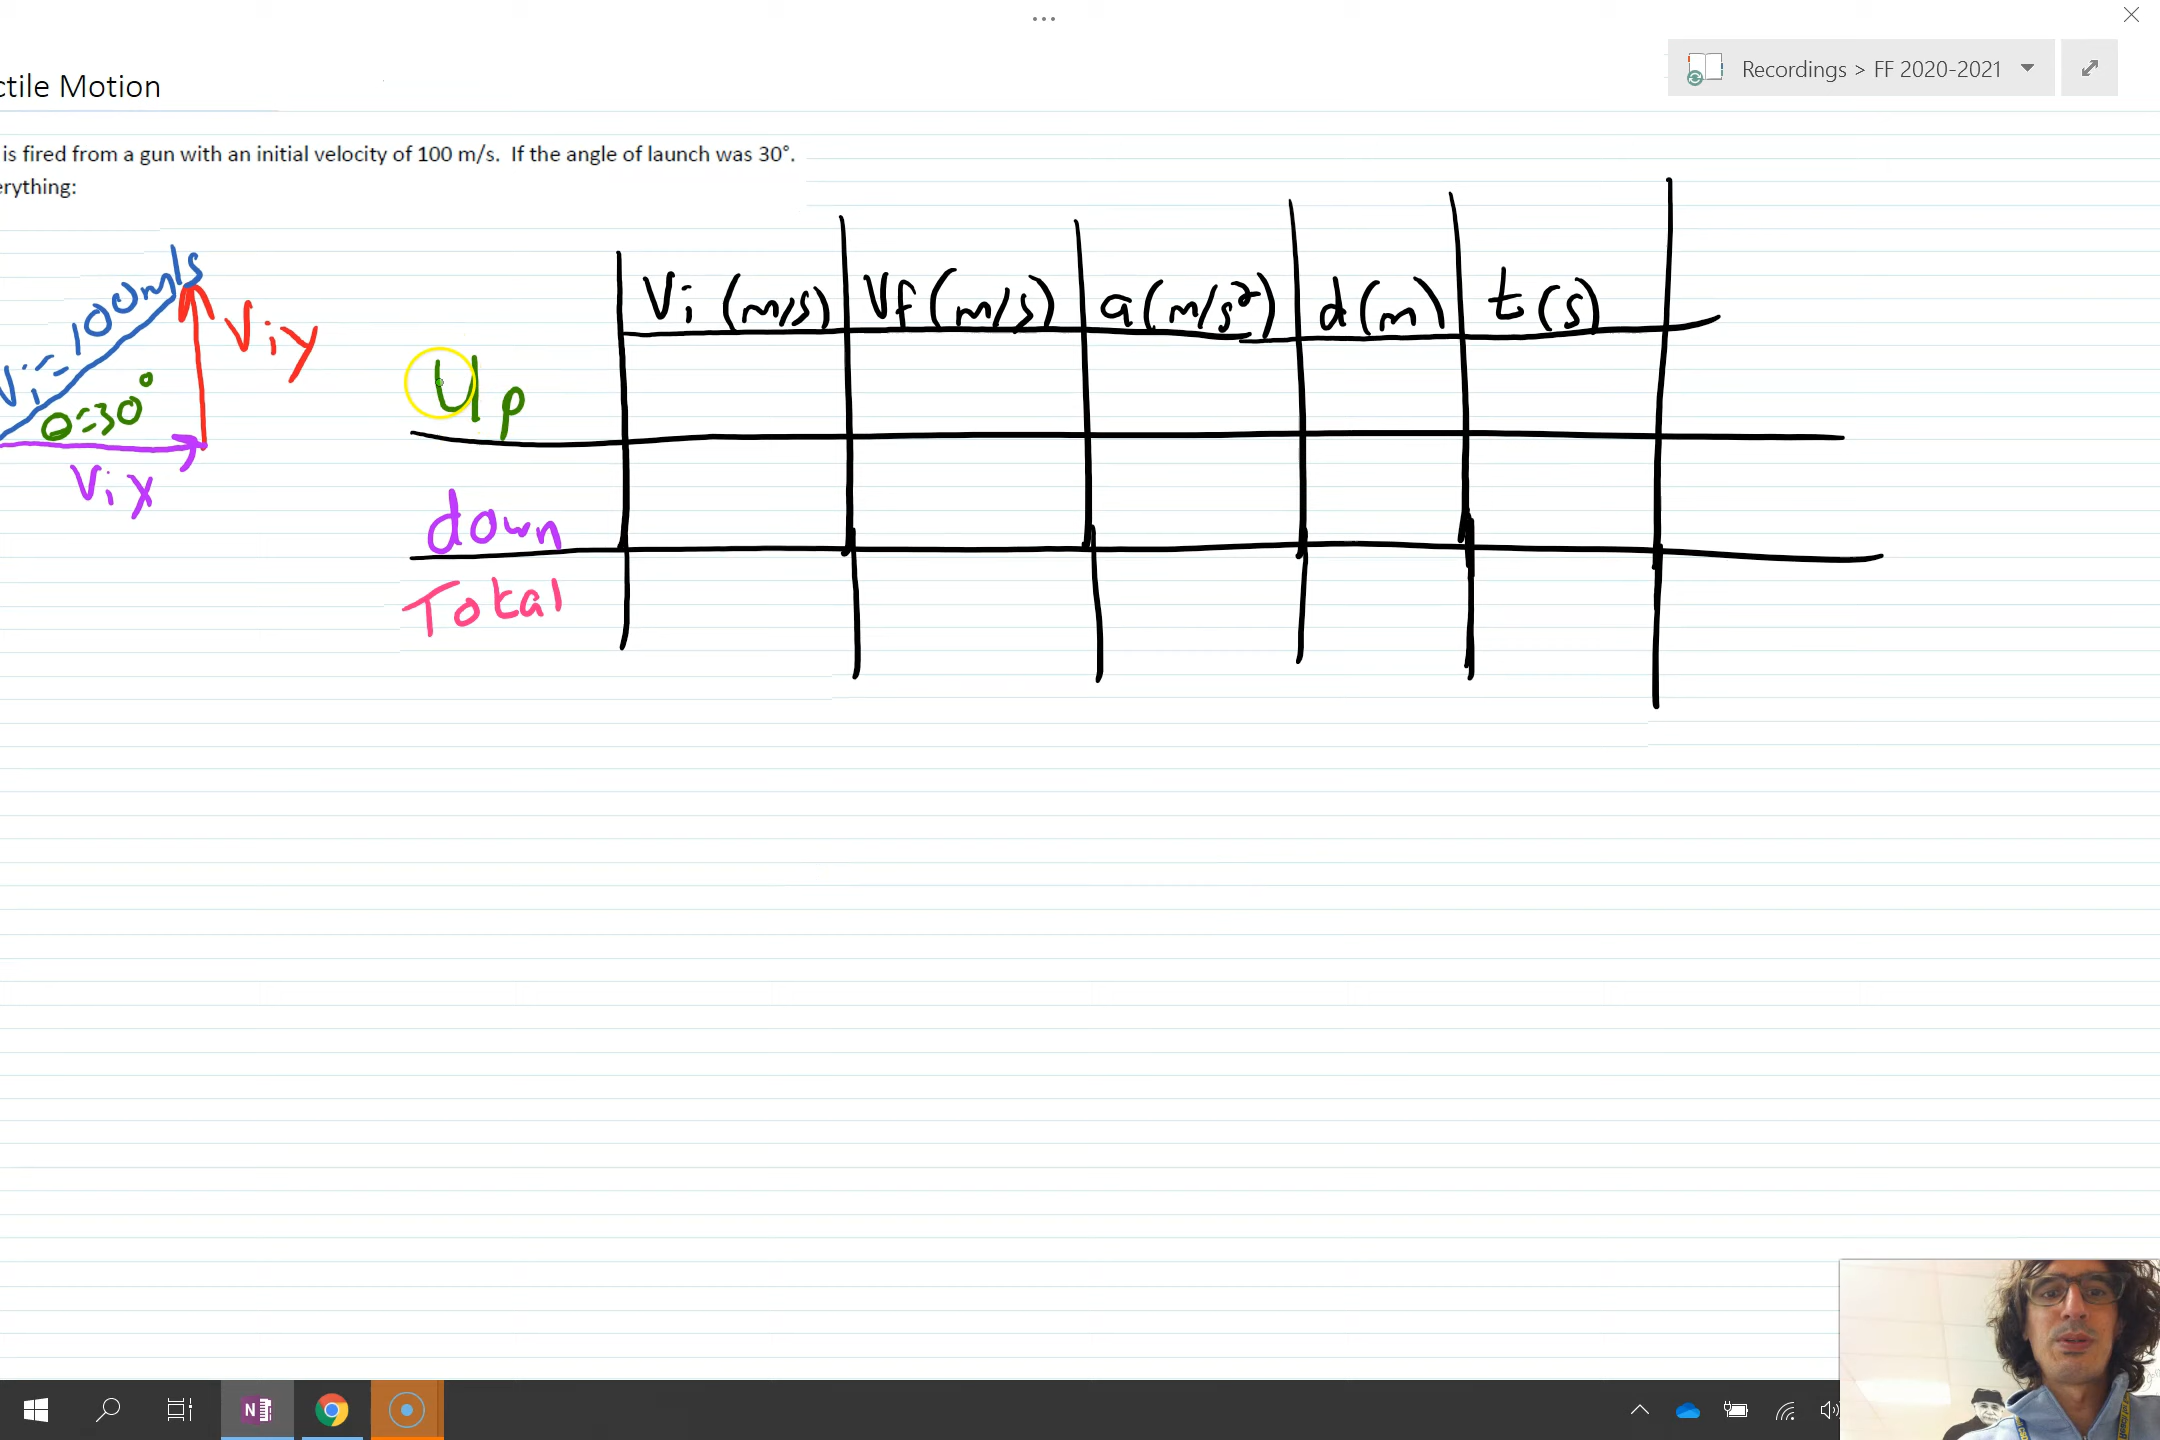 Recordings > FF 2020-2021
ctile Motion
is fired from a gun with an initial velocity of 100 m/s. If the angle of launch was 30°.
erything:
Vi = 100m/s
Viy
θ=30°
Vix
Vi (m/s) Vf (m/s) a(m/s²) d(m) t(s)
Up
down
Total